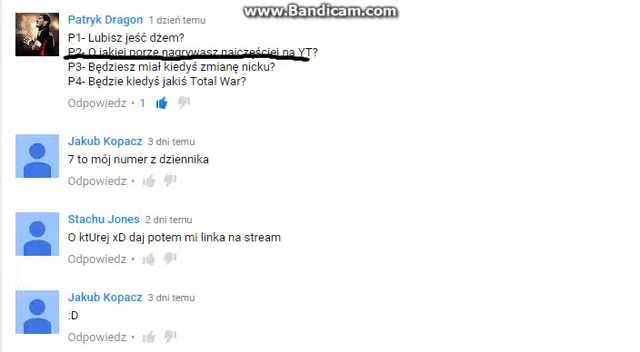 www.Bandicam.com
Patryk Dragon 1 dzień temu
P1- Lubisz jeść dżem?
P2- O jakiej porze nagrywasz najczęściej na YT?
P3- Będziesz miał kiedyś zmianę nicku?
P4- Będzie kiedyś jakiś Total War?
Odpowiedz • 1
Jakub Kopacz 3 dni temu
7 to mój numer z dziennika
Odpowiedz •
Stachu Jones 2 dni temu
O ktUrej xD daj potem mi linka na stream
Odpowiedz •
Jakub Kopacz 3 dni temu
:D
Odpowiedz •